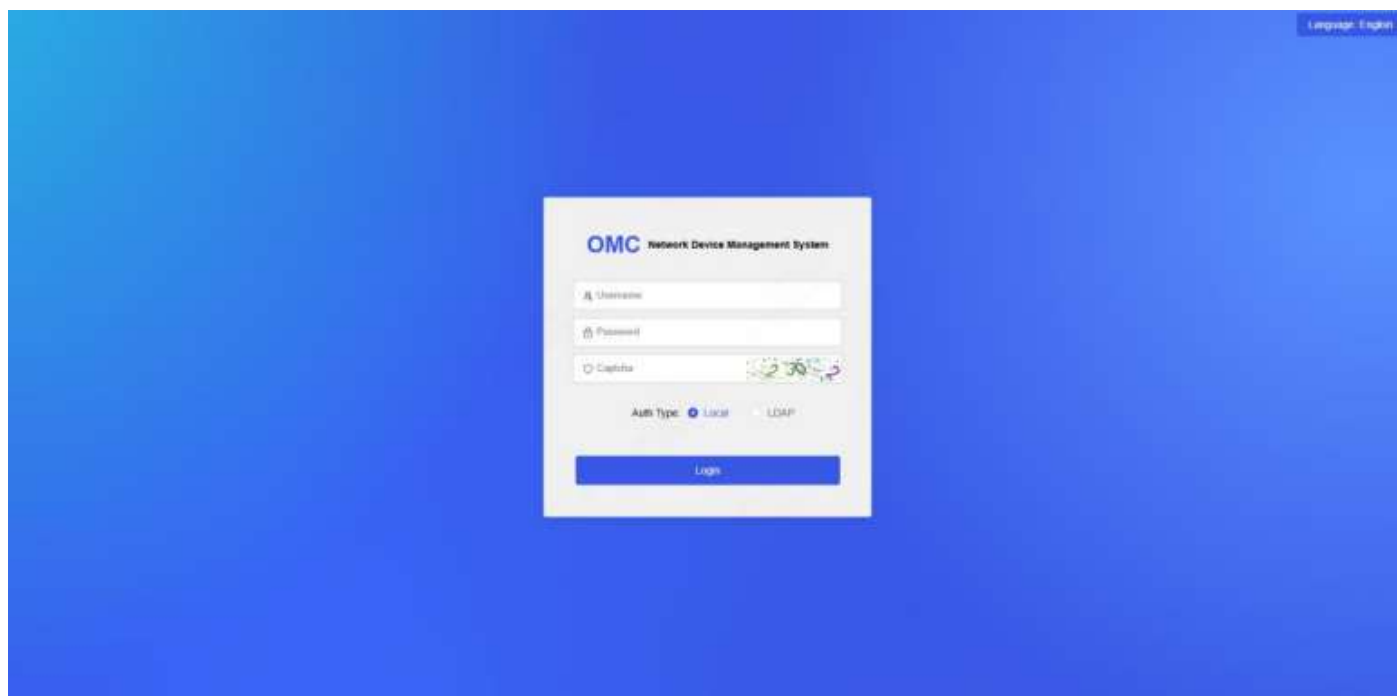 Language: English
OMC Network Device Management System
Username
Password
Captcha
Auth Type: Local LDAP
Login